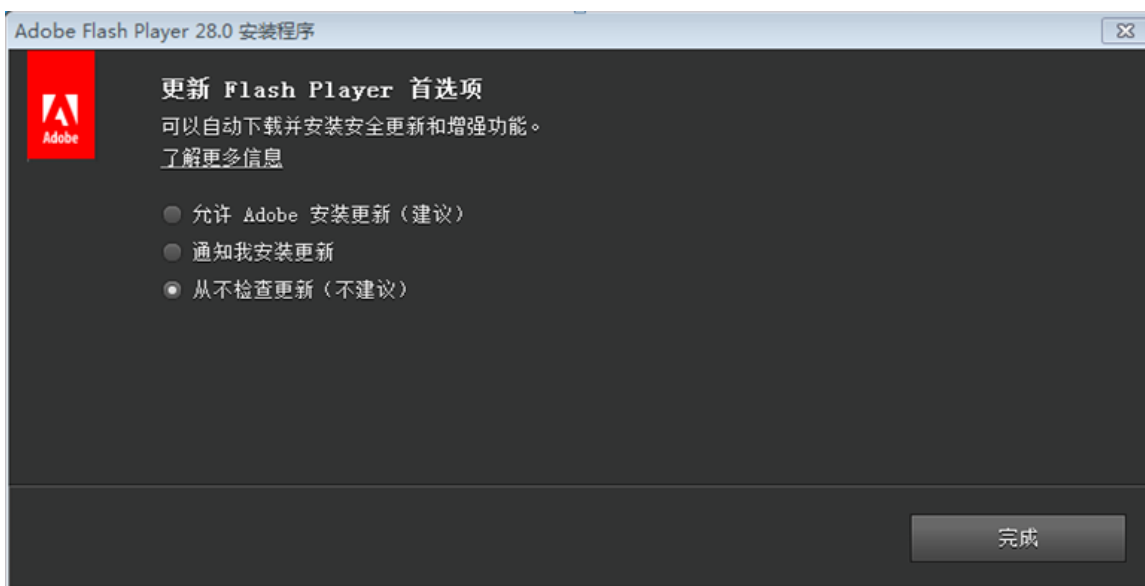 Adobe Flash Player 28.0 安装程序
Adobe
更新 Flash Player 首选项
可以自动下载并安装安全更新和增强功能。
了解更多信息
允许 Adobe 安装更新（建议）
通知我安装更新
从不检查更新（不建议）
完成